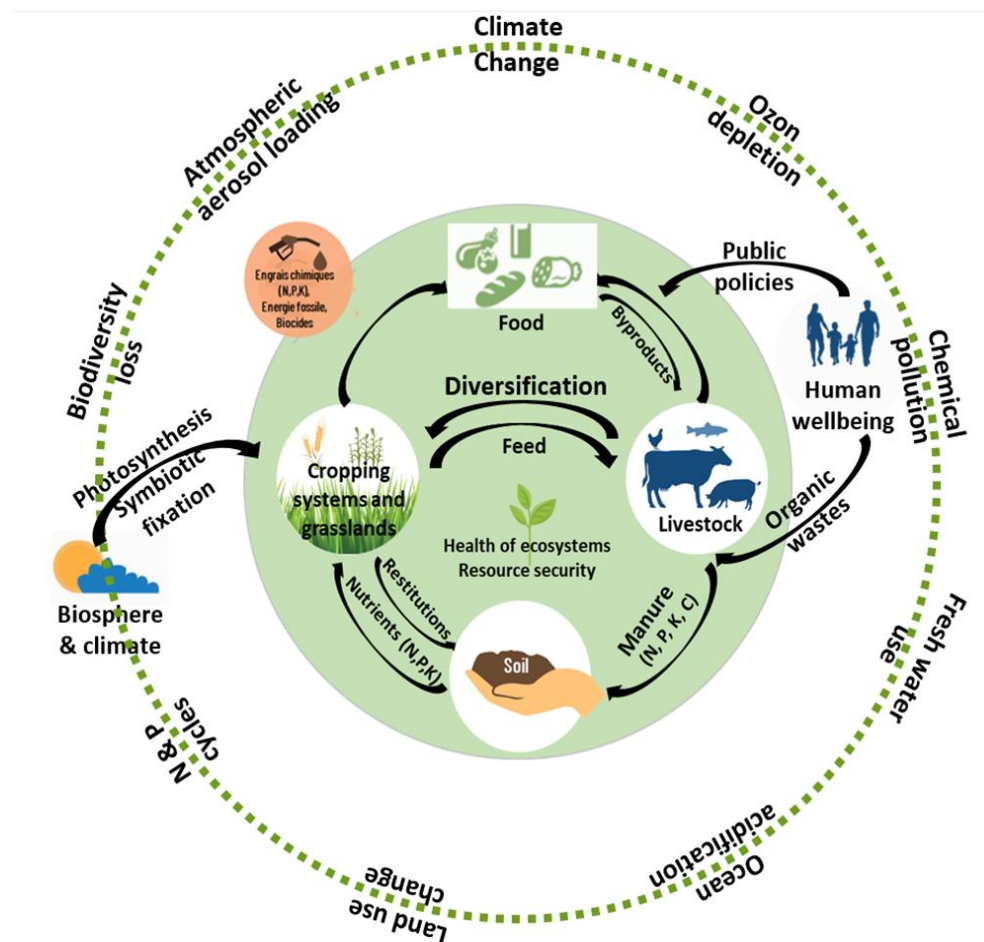 Climate
Change
Ozon
depletion
Atmospheric
aerosol loading
Engrais chimiques
(N,P,K),
Energie fossile,
Biocides
Food
Byproducts
Public
policies
Biodiversity
loss
Chemical
pollution
Human
wellbeing
Diversification
Feed
Photosynthesis
Symbiotic
fixation
Cropping
systems and
grasslands
Livestock
Organic
wastes
Health of ecosystems
Resource security
Biosphere
& climate
Restitutions
Nutrients (N,P,K)
Manure
(N, P, K, C)
Soil
Fresh water
use
N & P
cycles
Ocean
acidification
Land use
change